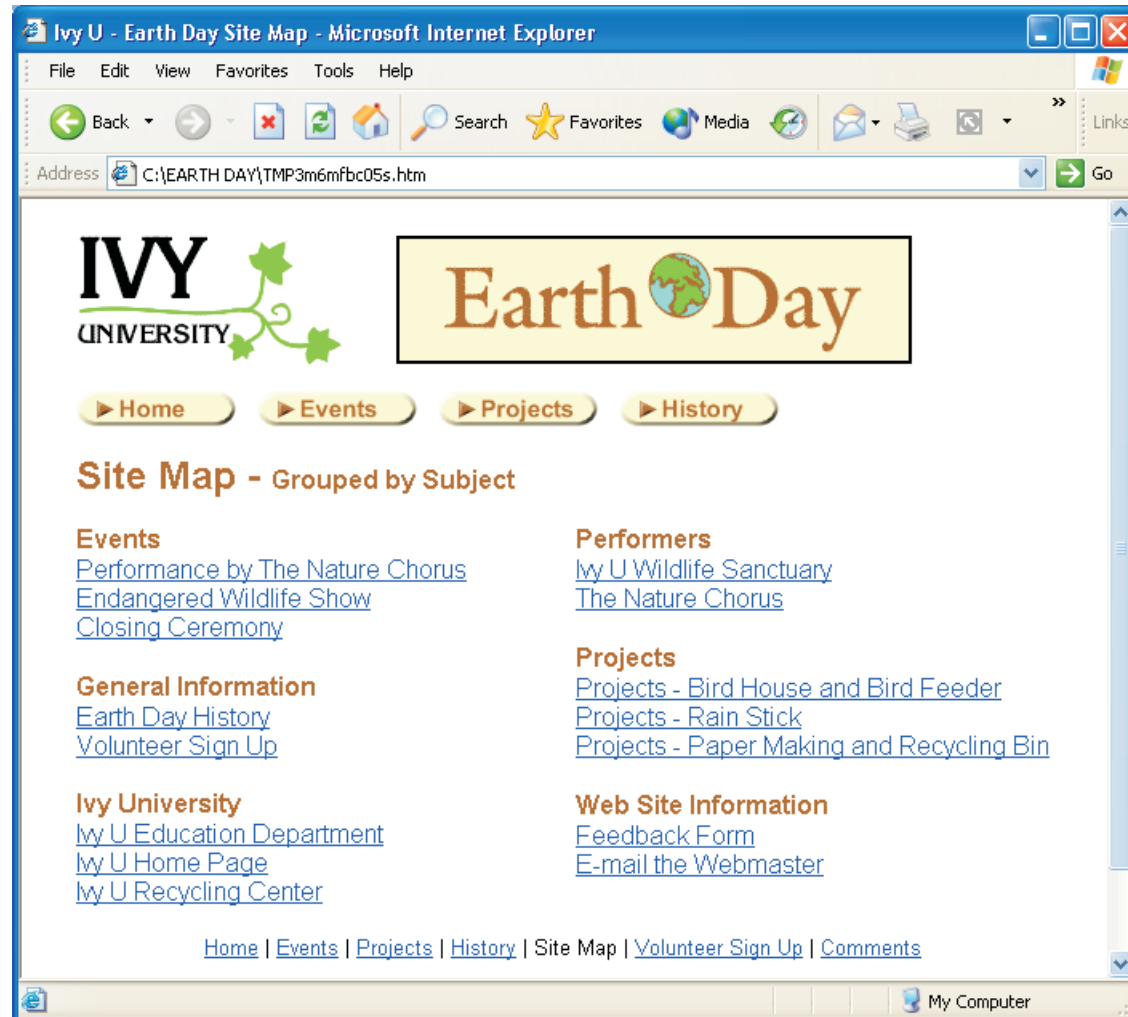 Ivy U - Earth Day Site Map - Microsoft Internet Explorer
File Edit View Favorites Tools Help
Back Search Favorites Media » Links
Address C:\EARTH DAY\TMP3m6mfbc05s.htm Go
IVY
UNIVERSITY
Earth Day
Home Events Projects History
Site Map - Grouped by Subject
Events
Performance by The Nature Chorus
Endangered Wildlife Show
Closing Ceremony
General Information
Earth Day History
Volunteer Sign Up
Ivy University
Ivy U Education Department
Ivy U Home Page
Ivy U Recycling Center
Performers
Ivy U Wildlife Sanctuary
The Nature Chorus
Projects
Projects - Bird House and Bird Feeder
Projects - Rain Stick
Projects - Paper Making and Recycling Bin
Web Site Information
Feedback Form
E-mail the Webmaster
Home | Events | Projects | History | Site Map | Volunteer Sign Up | Comments
My Computer